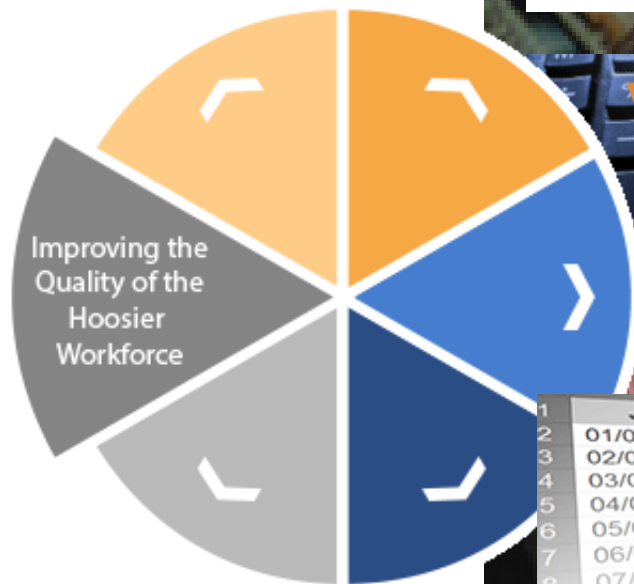 Improving the
Quality of the
Hoosier
Workforce
1
2 01/0
3 02/0
4 03/0
5 04/0
6 05/
7 06/
07/